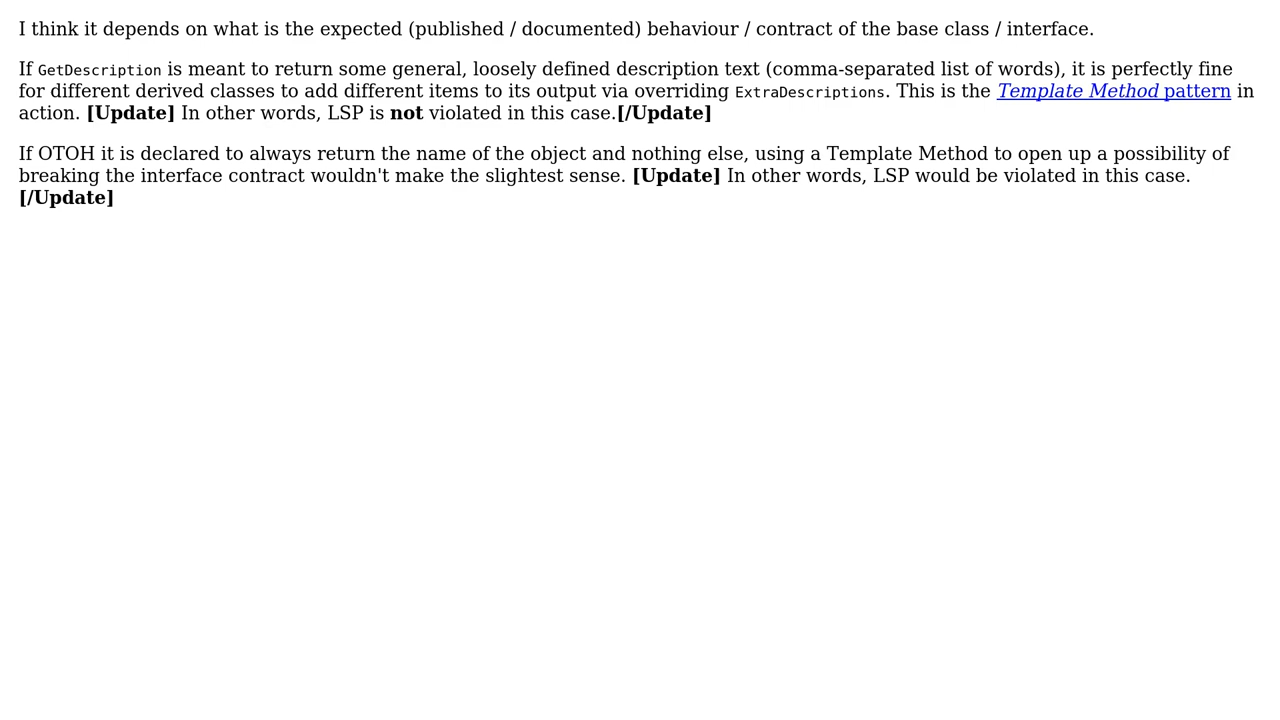 I think it depends on what is the expected (published / documented) behaviour / contract of the base class / interface.
If GetDescription is meant to return some general, loosely defined description text (comma-separated list of words), it is perfectly fine
for different derived classes to add different items to its output via overriding ExtraDescriptions. This is the Template Method pattern in
action. [Update] In other words, LSP is not violated in this case.[/Update]
If OTOH it is declared to always return the name of the object and nothing else, using a Template Method to open up a possibility of
breaking the interface contract wouldn't make the slightest sense. [Update] In other words, LSP would be violated in this case.
[/Update]